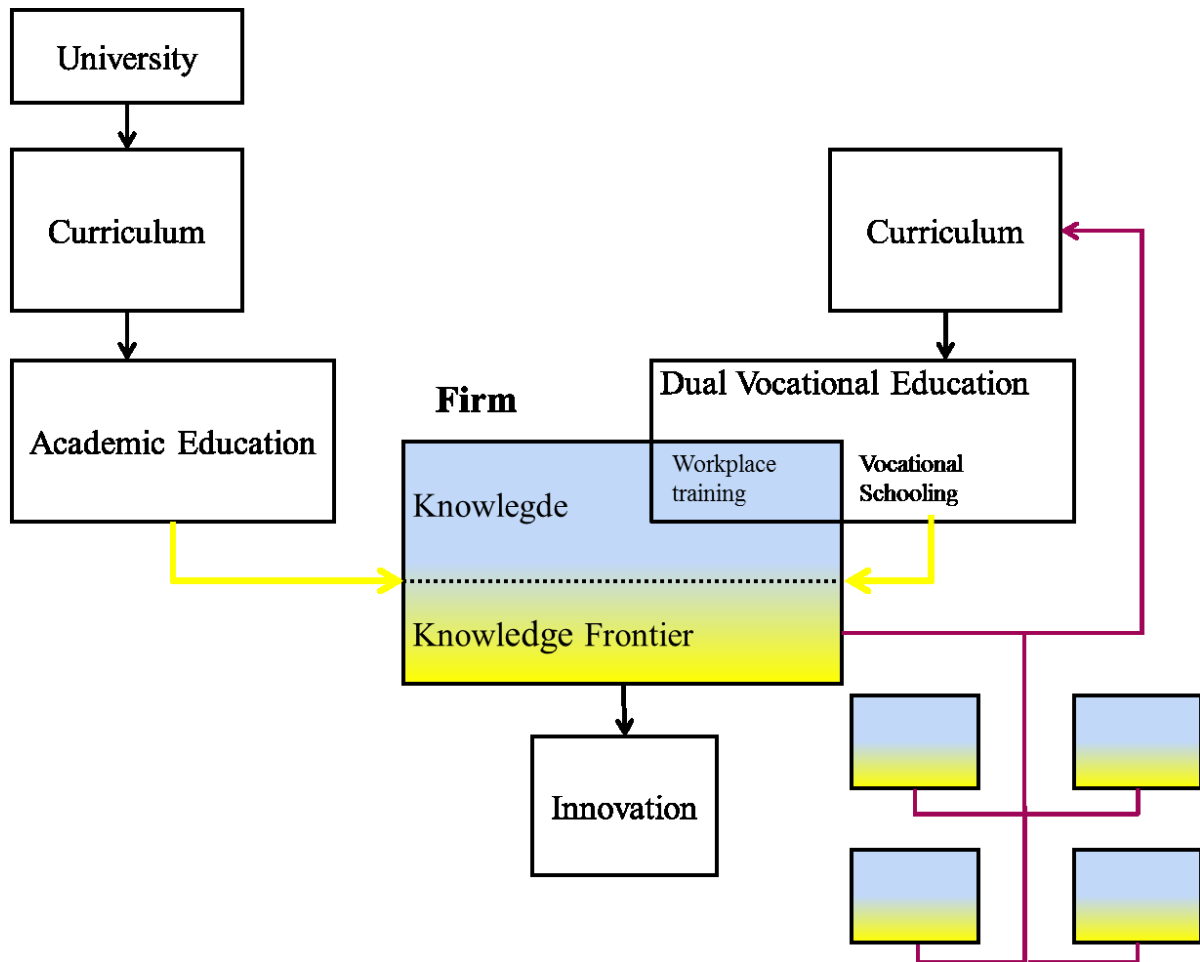 University
Curriculum
Curriculum
Academic Education
Firm
Dual Vocational Education
Workplace
training
Vocational
Schooling
Knowlegde
Knowledge Frontier
Innovation